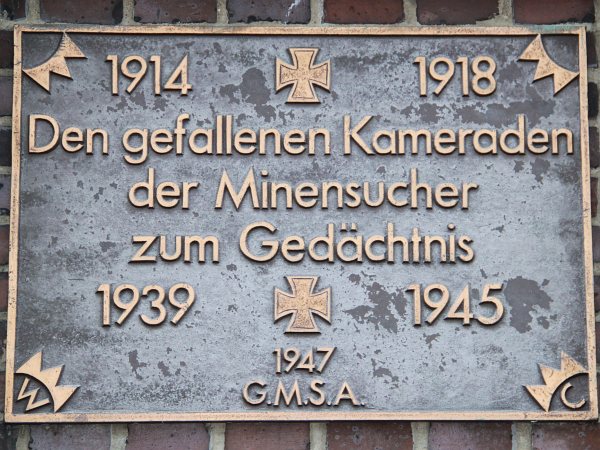 1914 1918
Den gefallenen Kameraden
der Minensucher
zum Gedächtnis
1939 1945
1947
G.M.S.A.
W C